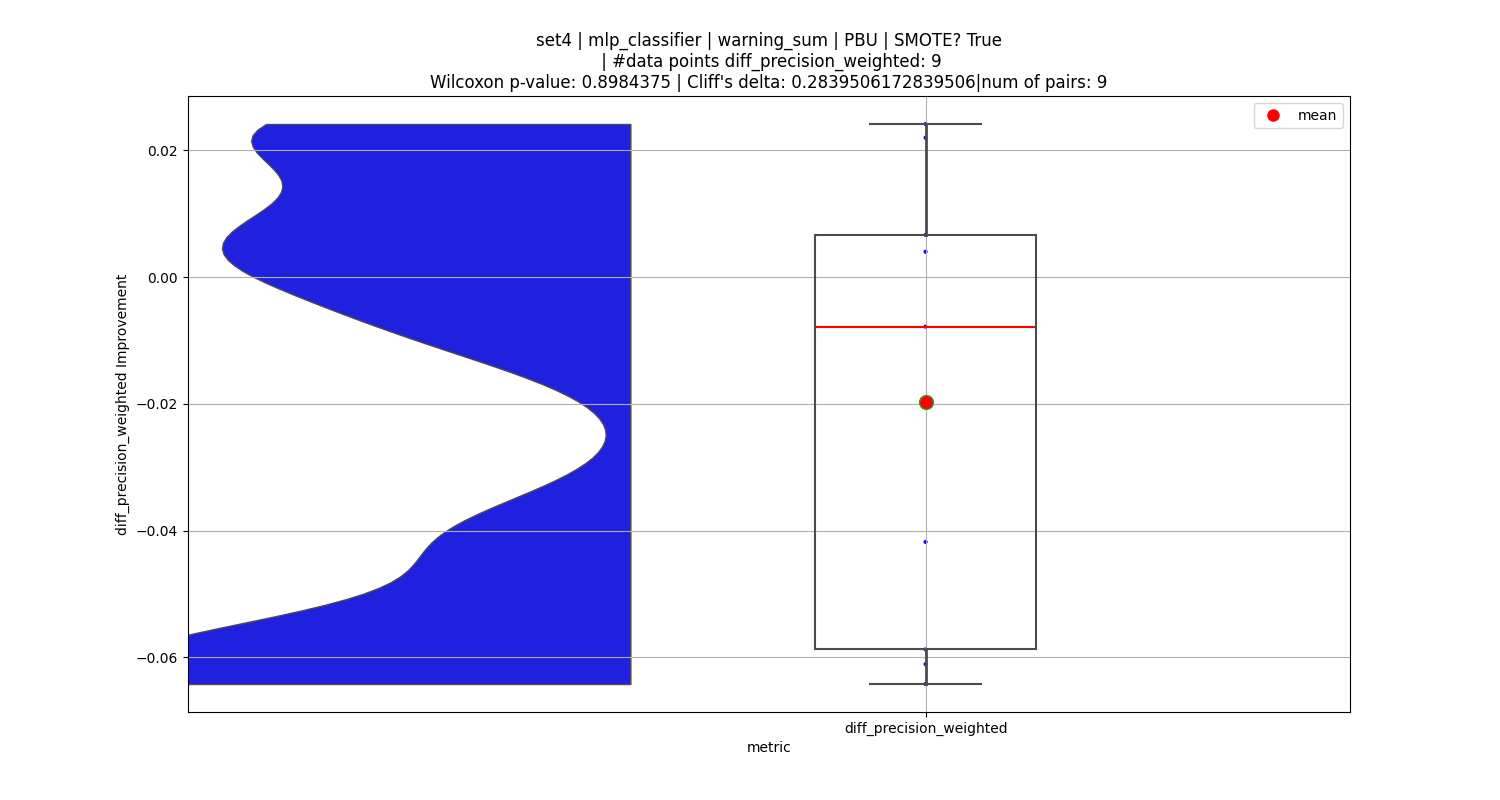 set4 | mlp_classifier | warning_sum | PBU | SMOTE? True
| #data points diff_precision_weighted: 9
Wilcoxon p-value: 0.8984375 | Cliff's delta: 0.2839506172839506|num of pairs: 9
mean
0.02
0.00
−0.02
−0.04
−0.06
diff_precision_weighted Improvement
diff_precision_weighted
metric